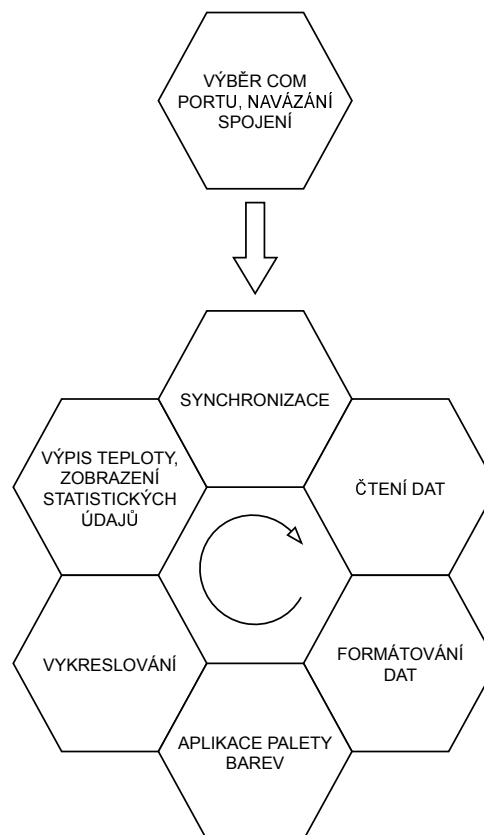 VÝBĚR COM
PORTU, NAVÁZÁNÍ
SPOJENÍ
SYNCHRONIZACE
ČTENÍ DAT
FORMÁTOVÁNÍ
DAT
APLIKACE PALETY
BAREV
VYKRESLOVÁNÍ
VÝPIS TEPLOTY,
ZOBRAZENÍ
STATISTICKÝCH
ÚDAJŮ